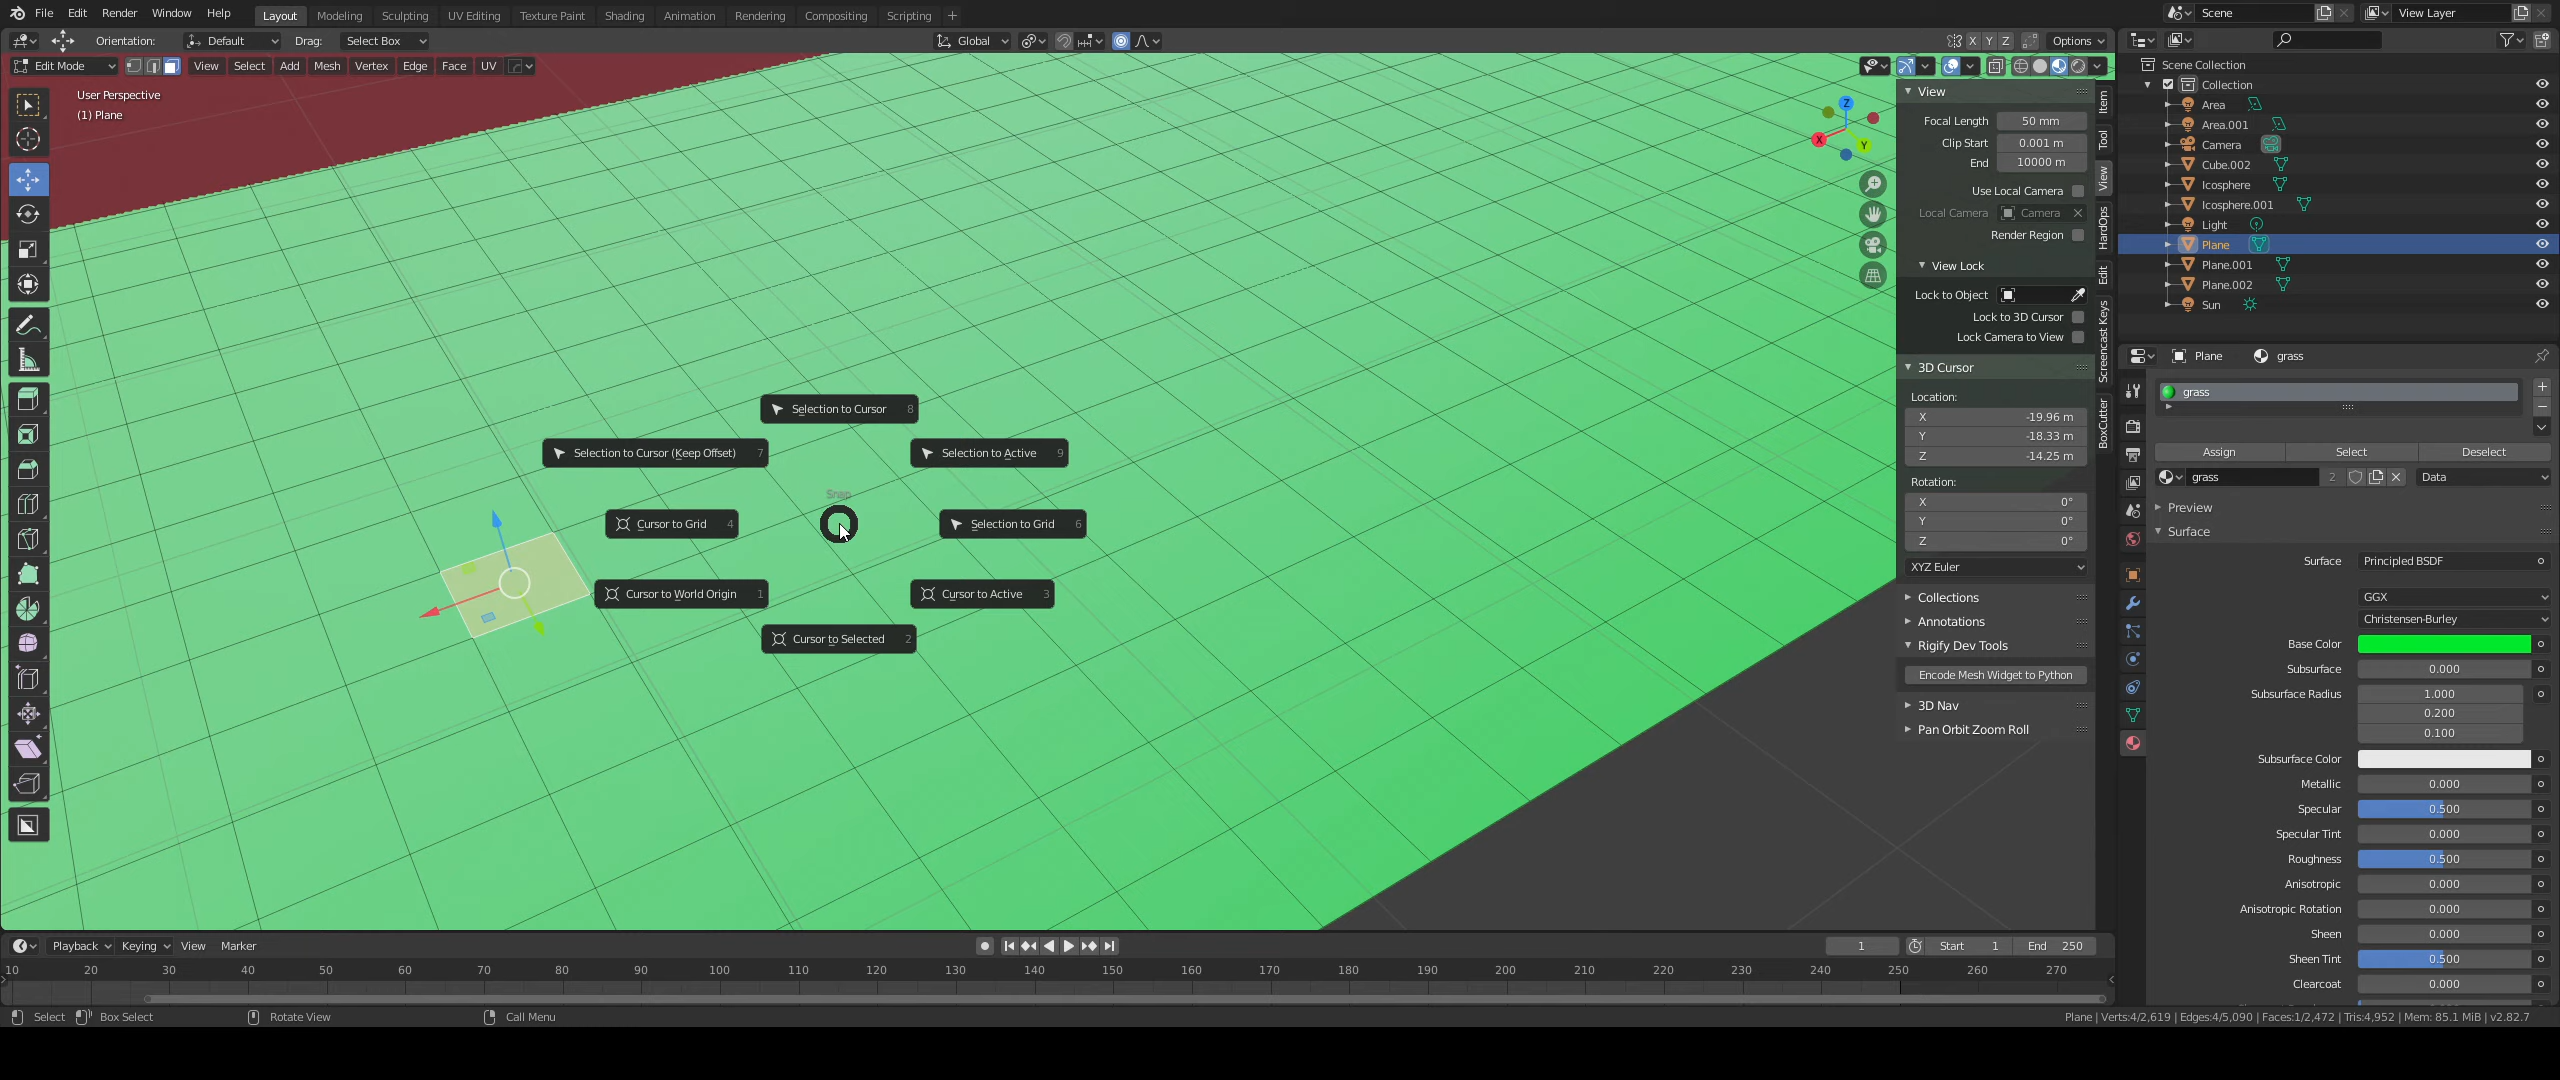 File Edit Render Window Help Layout Modeling Sculpting UV Editing Texture Paint Shading Animation Rendering Compositing Scripting + Scene View Layer
Orientation: Default Drag: Select Box Global X Y Z Options
Edit Mode View Select Add Mesh Vertex Edge Face UV
User Perspective
(1) Plane
Z
X
Y
Selection to Cursor 8
Selection to Cursor (Keep Offset) 7
Selection to Active 9
Snap
Cursor to Grid 4
Selection to Grid 6
Cursor to World Origin 1
Cursor to Active 3
Cursor to Selected 2
View
Focal Length 50 mm
Clip Start 0.001 m
End 10000 m
Use Local Camera
Local Camera Camera
Render Region
View Lock
Lock to Object
Lock to 3D Cursor
Lock Camera to View
3D Cursor
Location:
X -19.96 m
Y -18.33 m
Z -14.25 m
Rotation:
X 0°
Y 0°
Z 0°
XYZ Euler
Collections
Annotations
Rigify Dev Tools
Encode Mesh Widget to Python
3D Nav
Pan Orbit Zoom Roll
Item
Tool
View
HardOps
Edit
Screencast Keys
BoxCutter
Scene Collection
Collection
Area
Area.001
Camera
Cube.002
Icosphere
Icosphere.001
Light
Plane
Plane.001
Plane.002
Sun
Plane grass
grass
Assign Select Deselect
grass 2 Data
Preview
Surface
Surface Principled BSDF
GGX
Christensen-Burley
Base Color
Subsurface 0.000
Subsurface Radius 1.000
0.200
0.100
Subsurface Color
Metallic 0.000
Specular 0.500
Specular Tint 0.000
Roughness 0.500
Anisotropic 0.000
Anisotropic Rotation 0.000
Sheen 0.000
Sheen Tint 0.500
Clearcoat 0.000
Playback Keying View Marker 1 Start 1 End 250
10 20 30 40 50 60 70 80 90 100 110 120 130 140 150 160 170 180 190 200 210 220 230 240 250 260 270
Select Box Select Rotate View Call Menu Plane | Verts:4/2,619 | Edges:4/5,090 | Faces:1/2,472 | Tris:4,952 | Mem: 85.1 MiB | v2.82.7